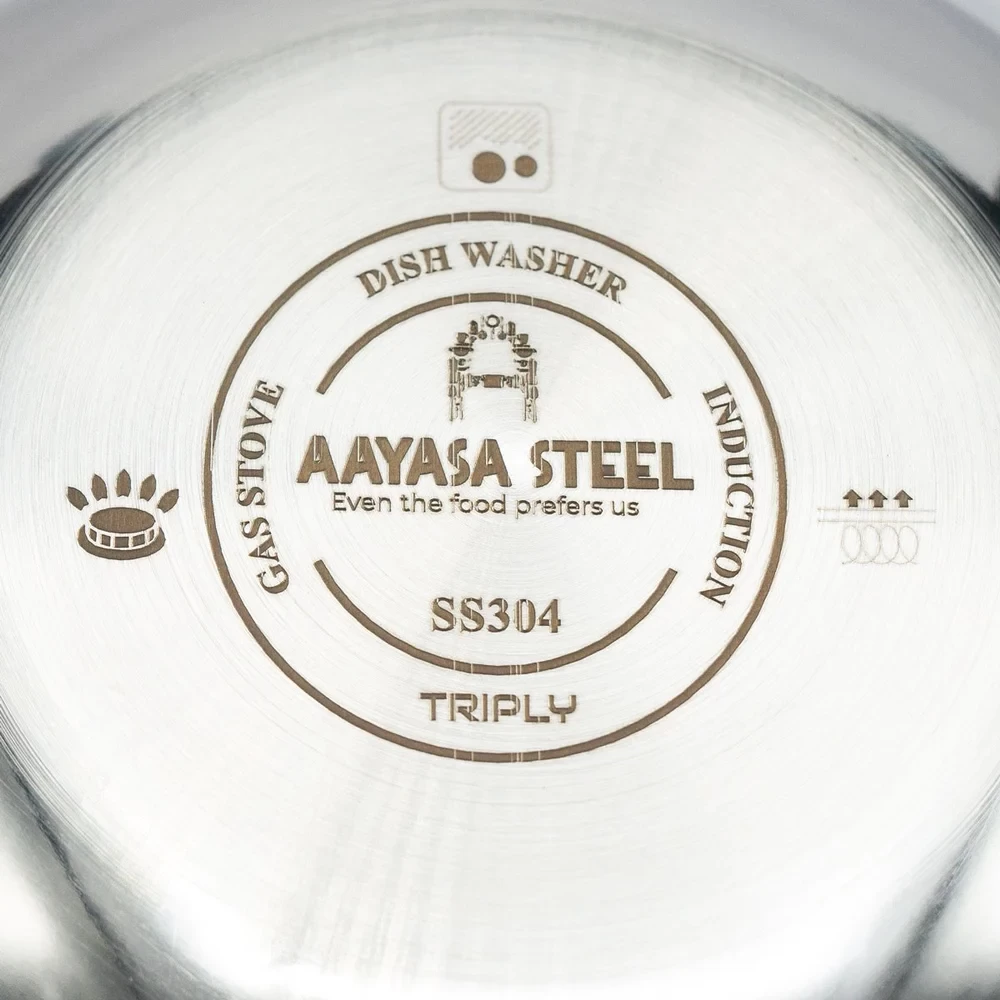 DISH WASHER
GAS STOVE
INDUCTION
AAYASA STEEL
Even the food prefers us
SS304
TRIPLY